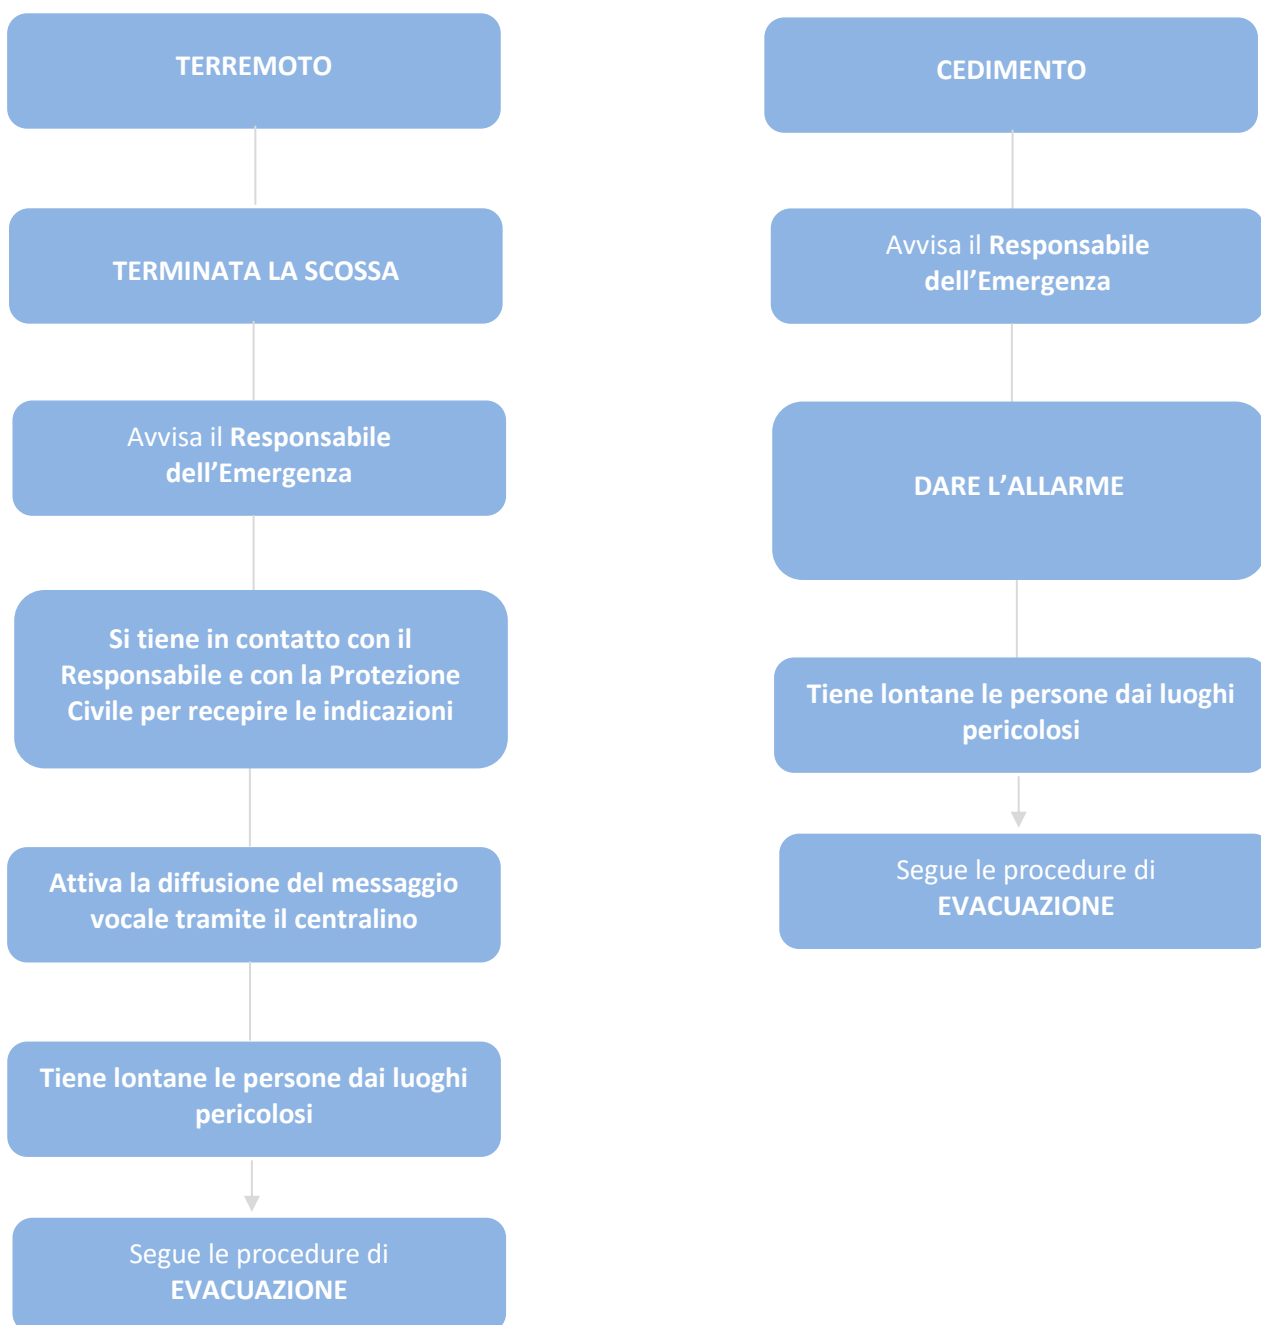 TERREMOTO
TERMINATA LA SCOSSA
Avvisa il Responsabile
dell’Emergenza
Si tiene in contatto con il
Responsabile e con la Protezione
Civile per recepire le indicazioni
Attiva la diffusione del messaggio
vocale tramite il centralino
Tiene lontane le persone dai luoghi
pericolosi
Segue le procedure di
EVACUAZIONE
CEDIMENTO
Avvisa il Responsabile
dell’Emergenza
DARE L’ALLARME
Tiene lontane le persone dai luoghi
pericolosi
Segue le procedure di
EVACUAZIONE